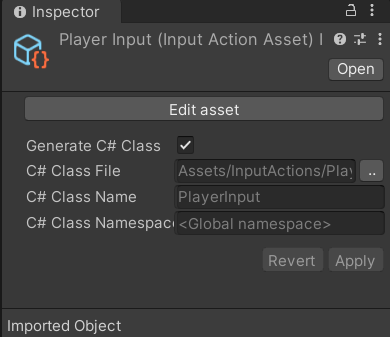 Inspector
Player Input (Input Action Asset) I
Open
Edit asset
Generate C# Class
C# Class File Assets/InputActions/Play ..
C# Class Name PlayerInput
C# Class Namespace <Global namespace>
Revert Apply
Imported Object